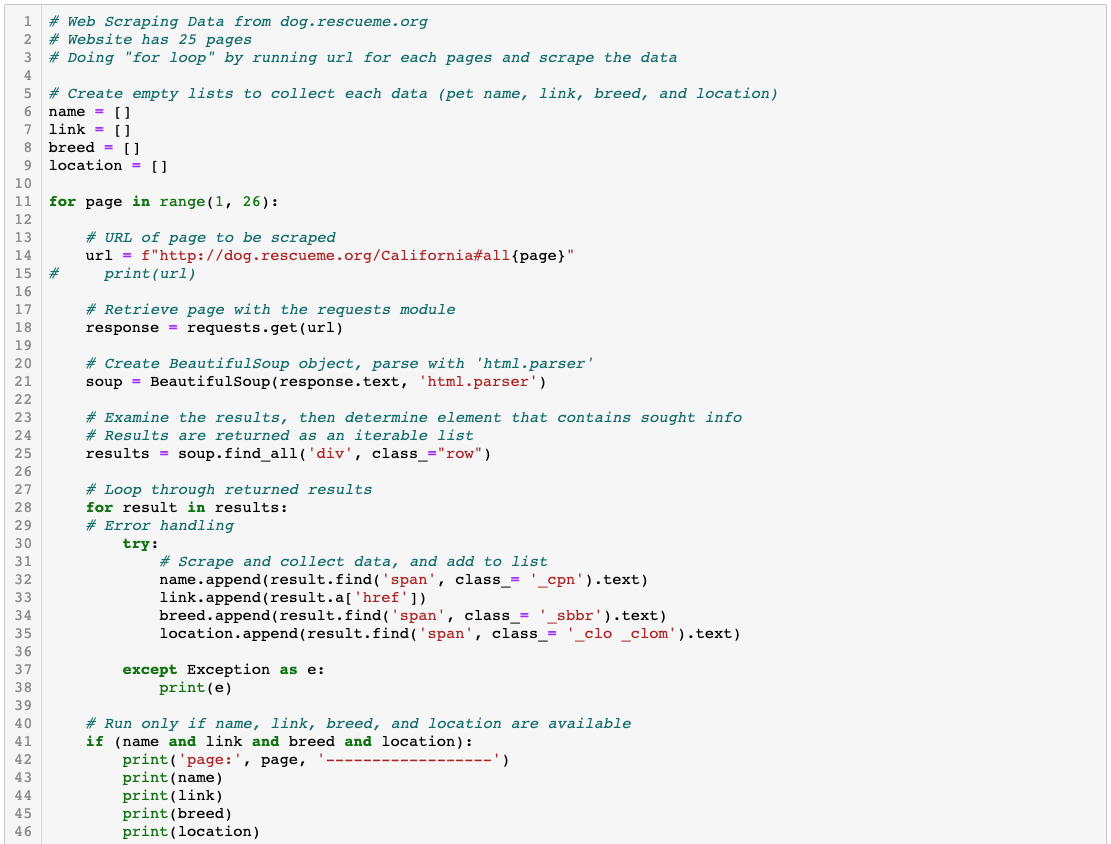 1 # Web Scraping Data from dog.rescueme.org
2 # Website has 25 pages
3 # Doing "for loop" by running url for each pages and scrape the data
4
5 # Create empty lists to collect each data (pet name, link, breed, and location)
6 name = []
7 link = []
8 breed = []
9 location = []
10
11 for page in range(1, 26):
12
13     # URL of page to be scraped
14     url = f"http://dog.rescueme.org/California#all{page}"
15 #     print(url)
16
17     # Retrieve page with the requests module
18     response = requests.get(url)
19
20     # Create BeautifulSoup object, parse with 'html.parser'
21     soup = BeautifulSoup(response.text, 'html.parser')
22
23     # Examine the results, then determine element that contains sought info
24     # Results are returned as an iterable list
25     results = soup.find_all('div', class_="row")
26
27     # Loop through returned results
28     for result in results:
29     # Error handling
30         try:
31             # Scrape and collect data, and add to list
32             name.append(result.find('span', class_= '_cpn').text)
33             link.append(result.a['href'])
34             breed.append(result.find('span', class_= '_sbbr').text)
35             location.append(result.find('span', class_= '_clo _clom').text)
36
37         except Exception as e:
38             print(e)
39
40     # Run only if name, link, breed, and location are available
41     if (name and link and breed and location):
42         print('page:', page, '------------------')
43         print(name)
44         print(link)
45         print(breed)
46         print(location)